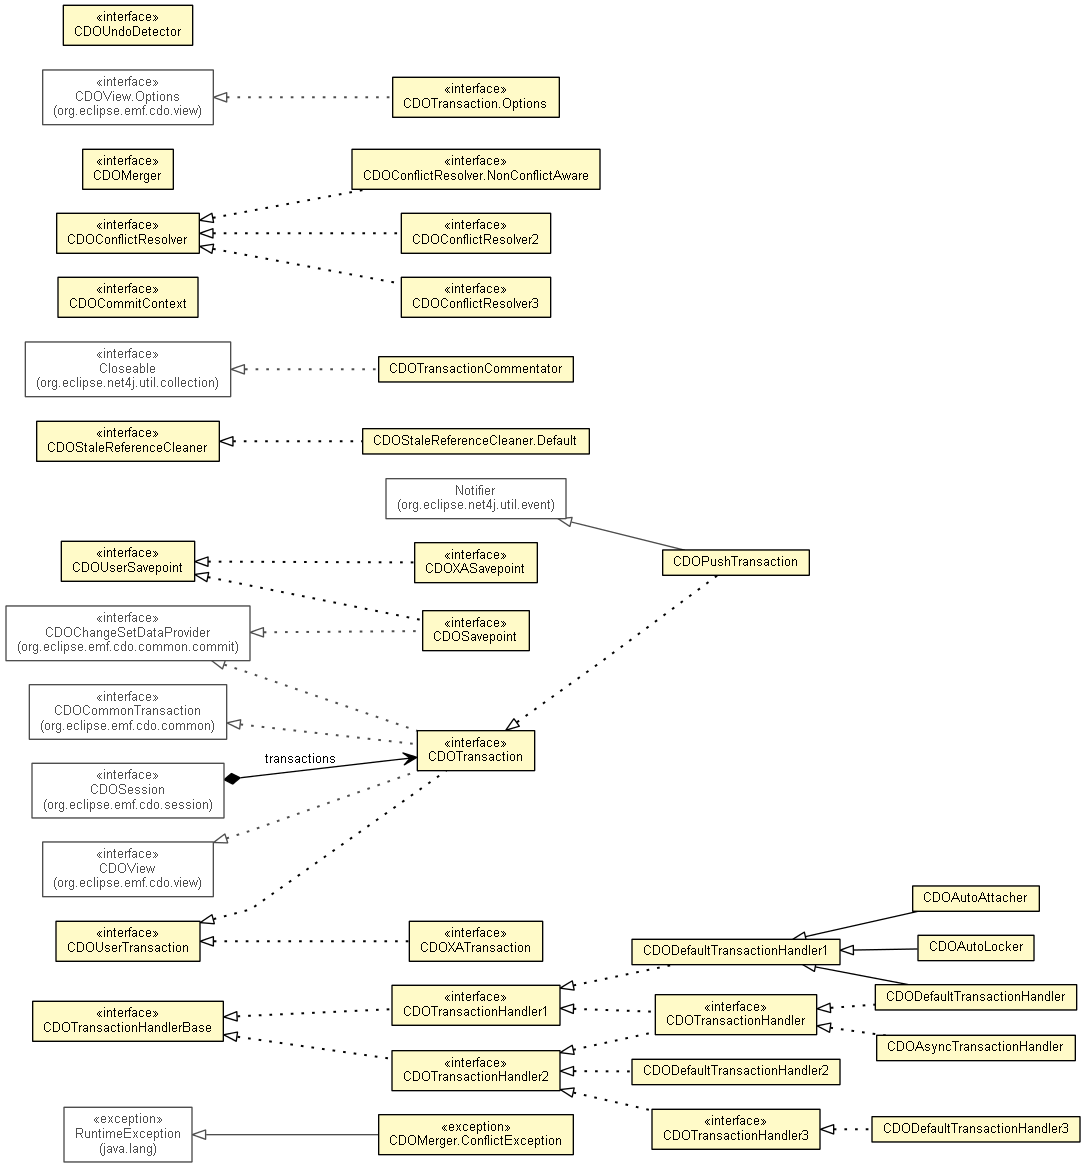 «interface»
CDOUndoDetector
«interface»
CDOView.Options
(org.eclipse.emf.cdo.view)
«interface»
CDOTransaction.Options
«interface»
CDOMerger
«interface»
CDOConflictResolver.NonConflictAware
«interface»
CDOConflictResolver
«interface»
CDOConflictResolver2
«interface»
CDOCommitContext
«interface»
CDOConflictResolver3
«interface»
Closeable
(org.eclipse.net4j.util.collection)
CDOTransactionCommentator
«interface»
CDOStaleReferenceCleaner
CDOStaleReferenceCleaner.Default
Notifier
(org.eclipse.net4j.util.event)
CDOPushTransaction
«interface»
CDOUserSavepoint
«interface»
CDOXASavepoint
«interface»
CDOChangeSetDataProvider
(org.eclipse.emf.cdo.common.commit)
«interface»
CDOSavepoint
«interface»
CDOCommonTransaction
(org.eclipse.emf.cdo.common)
«interface»
CDOTransaction
transactions
«interface»
CDOSession
(org.eclipse.emf.cdo.session)
«interface»
CDOView
(org.eclipse.emf.cdo.view)
«interface»
CDOUserTransaction
«interface»
CDOXATransaction
CDOAutoAttacher
CDODefaultTransactionHandler1
CDOAutoLocker
CDODefaultTransactionHandler
«interface»
CDOTransactionHandlerBase
«interface»
CDOTransactionHandler1
«interface»
CDOTransactionHandler
CDOAsyncTransactionHandler
«interface»
CDOTransactionHandler2
CDODefaultTransactionHandler2
«exception»
RuntimeException
(java.lang)
«exception»
CDOMerger.ConflictException
«interface»
CDOTransactionHandler3
CDODefaultTransactionHandler3